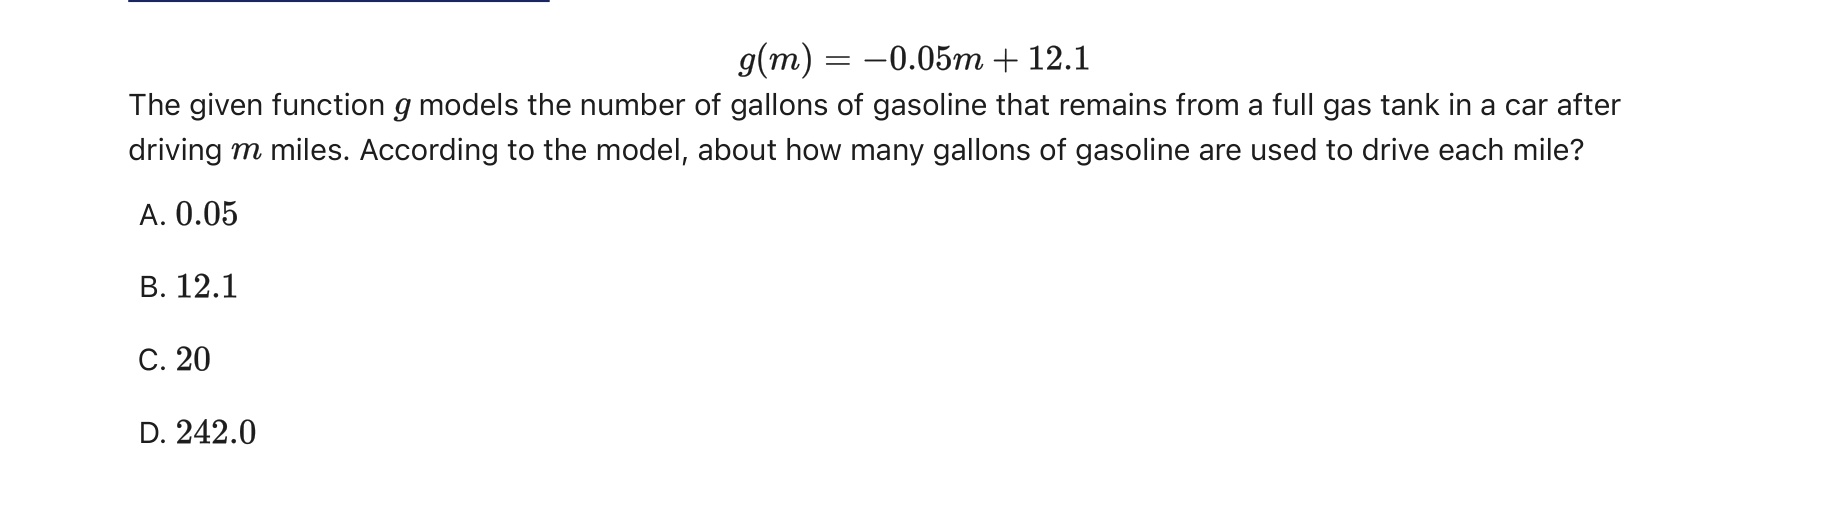 g(m) = −0.05m + 12.1
The given function g models the number of gallons of gasoline that remains from a full gas tank in a car after
driving m miles. According to the model, about how many gallons of gasoline are used to drive each mile?
A. 0.05
B. 12.1
C. 20
D. 242.0